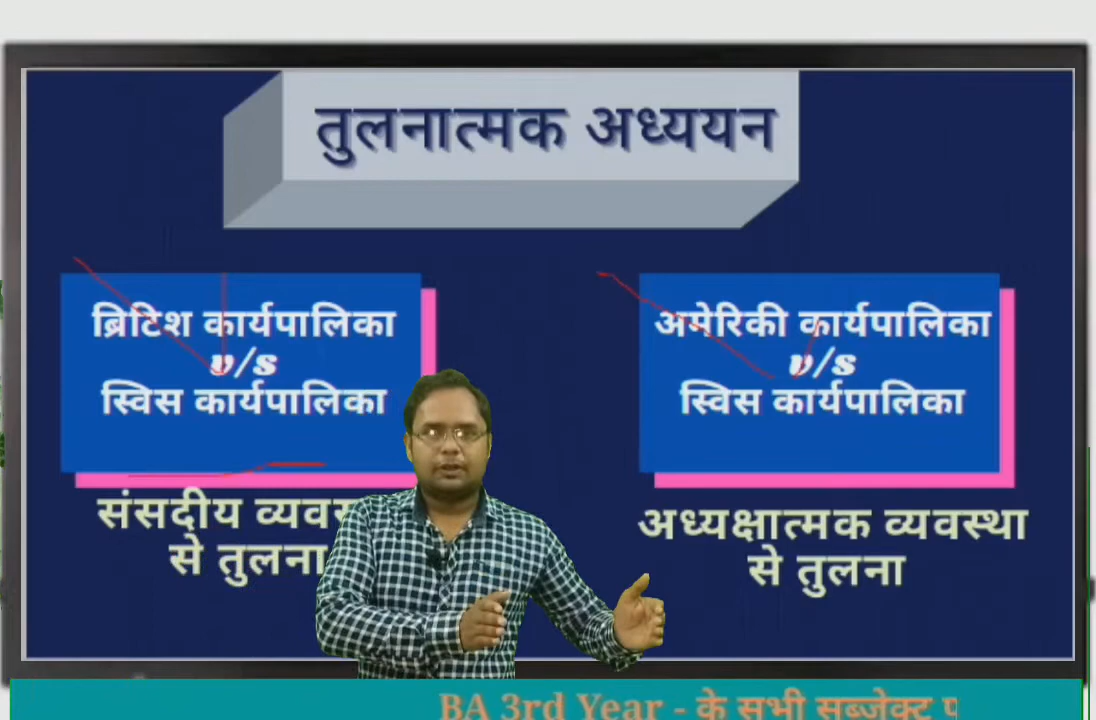 तुलनात्मक अध्ययन
ब्रिटिश कार्यपालिका
v/s
स्विस कार्यपालिका
संसदीय
से तुलना
अमेरिकी कार्यपालिका
v/s
स्विस कार्यपालिका
अध्यक्षात्मक व्यवस्था
से तुलना
BA 3rd Year - के सभी सब्जेक्ट